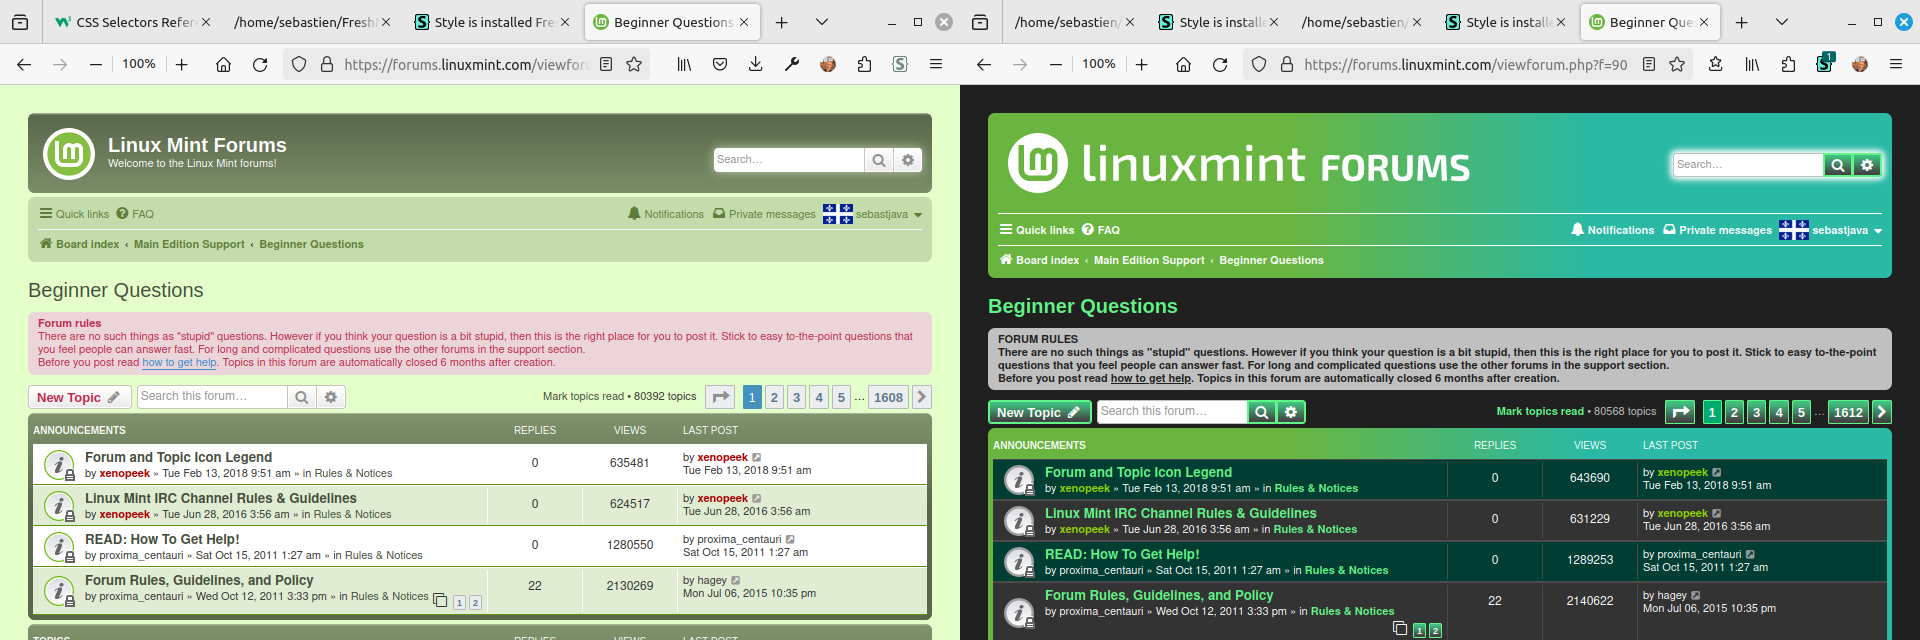 CSS Selectors Refer
/home/sebastien/Fresh
Style is installed Fre
Beginner Questions
100%
https://forums.linuxmint.com/viewforu
Linux Mint Forums
Welcome to the Linux Mint forums!
Search…
Quick links
FAQ
Notifications
Private messages
sebastjava
Board index ‹ Main Edition Support ‹ Beginner Questions
Beginner Questions
Forum rules
There are no such things as "stupid" questions. However if you think your question is a bit stupid, then this is the right place for you to post it. Stick to easy to-the-point questions that
you feel people can answer fast. For long and complicated questions use the other forums in the support section.
Before you post read how to get help. Topics in this forum are automatically closed 6 months after creation.
New Topic
Search this forum…
Mark topics read • 80392 topics
1 2 3 4 5 … 1608
ANNOUNCEMENTS REPLIES VIEWS LAST POST
Forum and Topic Icon Legend
by xenopeek » Tue Feb 13, 2018 9:51 am » in Rules & Notices
0
635481
by xenopeek
Tue Feb 13, 2018 9:51 am
Linux Mint IRC Channel Rules & Guidelines
by xenopeek » Tue Jun 28, 2016 3:56 am » in Rules & Notices
0
624517
by xenopeek
Tue Jun 28, 2016 3:56 am
READ: How To Get Help!
by proxima_centauri » Sat Oct 15, 2011 1:27 am » in Rules & Notices
0
1280550
by proxima_centauri
Sat Oct 15, 2011 1:27 am
Forum Rules, Guidelines, and Policy
by proxima_centauri » Wed Oct 12, 2011 3:33 pm » in Rules & Notices
1 2
22
2130269
by hagey
Mon Jul 06, 2015 10:35 pm
TOPICS REPLIES VIEWS LAST POST
/home/sebastien/
Style is installe
/home/sebastien/
Style is installe
Beginner Ques
100%
https://forums.linuxmint.com/viewforum.php?f=90
1
linuxmint FORUMS
Search…
Quick links
FAQ
Notifications
Private messages
sebastjava
Board index ‹ Main Edition Support ‹ Beginner Questions
Beginner Questions
FORUM RULES
There are no such things as "stupid" questions. However if you think your question is a bit stupid, then this is the right place for you to post it. Stick to easy to-the-point
questions that you feel people can answer fast. For long and complicated questions use the other forums in the support section.
Before you post read how to get help. Topics in this forum are automatically closed 6 months after creation.
New Topic
Search this forum…
Mark topics read • 80568 topics
1 2 3 4 5 … 1612
ANNOUNCEMENTS REPLIES VIEWS LAST POST
Forum and Topic Icon Legend
by xenopeek » Tue Feb 13, 2018 9:51 am » in Rules & Notices
0
643690
by xenopeek
Tue Feb 13, 2018 9:51 am
Linux Mint IRC Channel Rules & Guidelines
by xenopeek » Tue Jun 28, 2016 3:56 am » in Rules & Notices
0
631229
by xenopeek
Tue Jun 28, 2016 3:56 am
READ: How To Get Help!
by proxima_centauri » Sat Oct 15, 2011 1:27 am » in Rules & Notices
0
1289253
by proxima_centauri
Sat Oct 15, 2011 1:27 am
Forum Rules, Guidelines, and Policy
by proxima_centauri » Wed Oct 12, 2011 3:33 pm » in Rules & Notices
1 2
22
2140622
by hagey
Mon Jul 06, 2015 10:35 pm